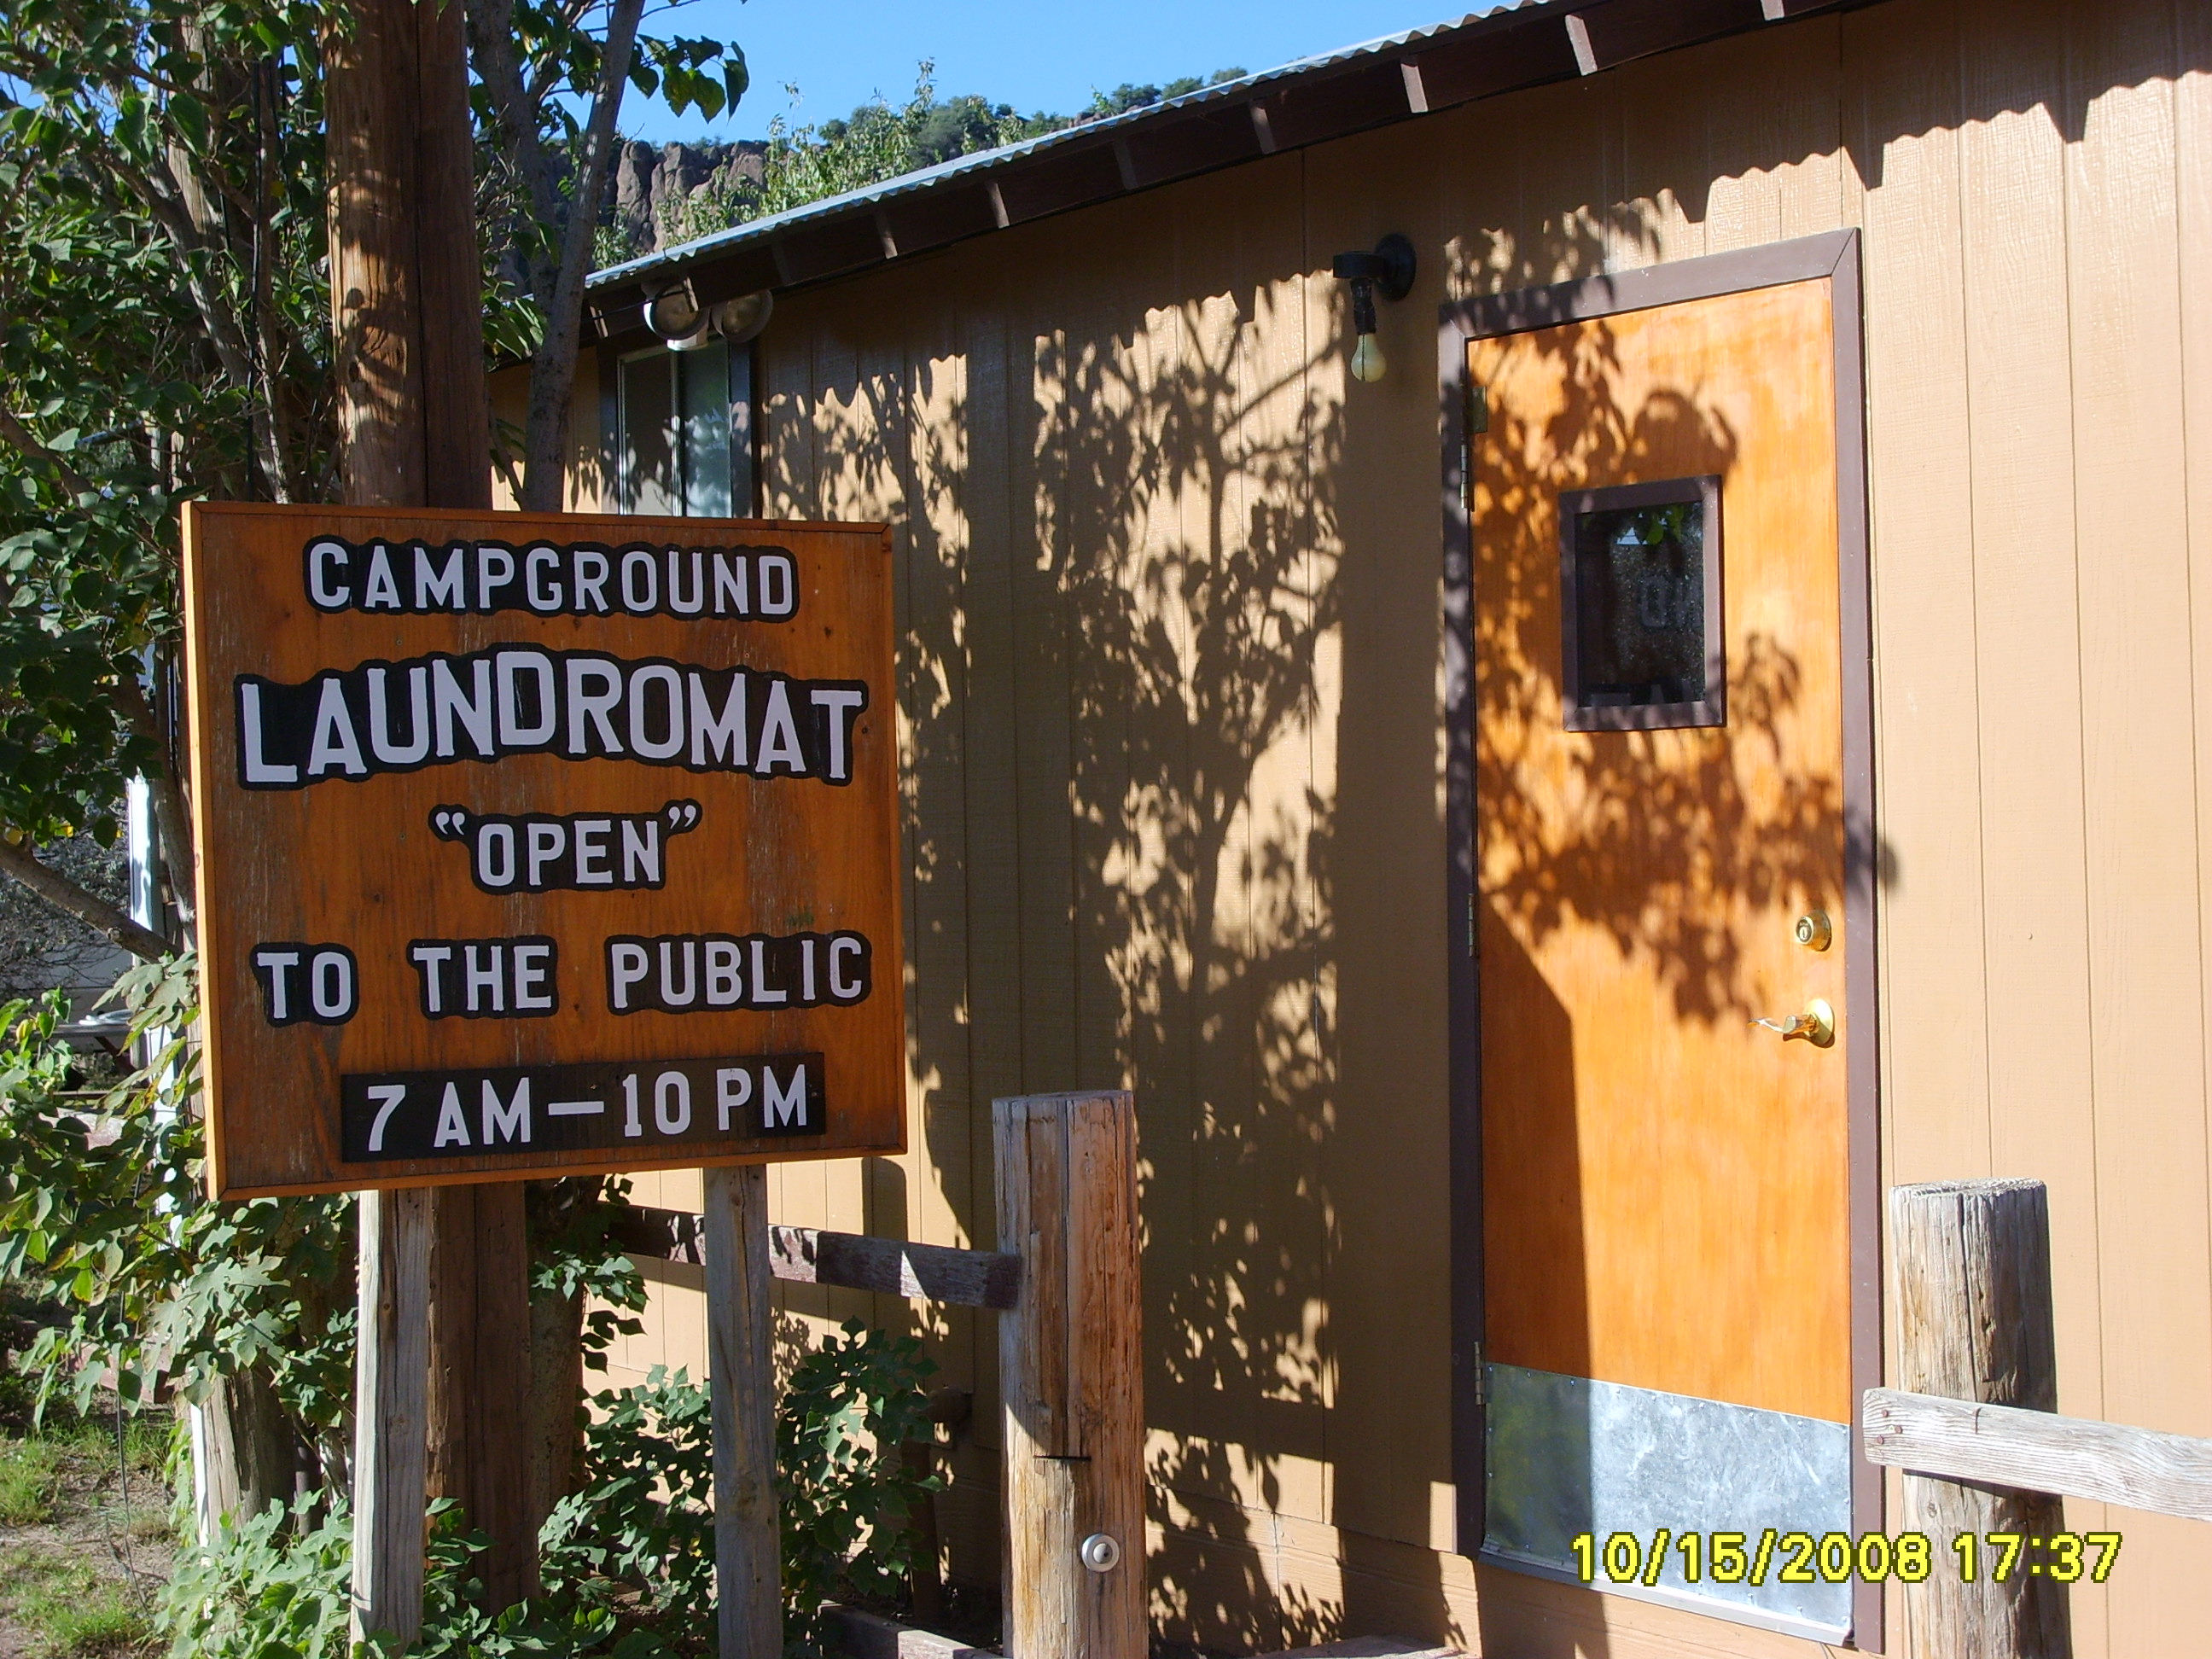 CAMPGROUND
LAUNDROMAT
“OPEN”
TO THE PUBLIC
7 AM—10 PM
10/15/2008 17:37